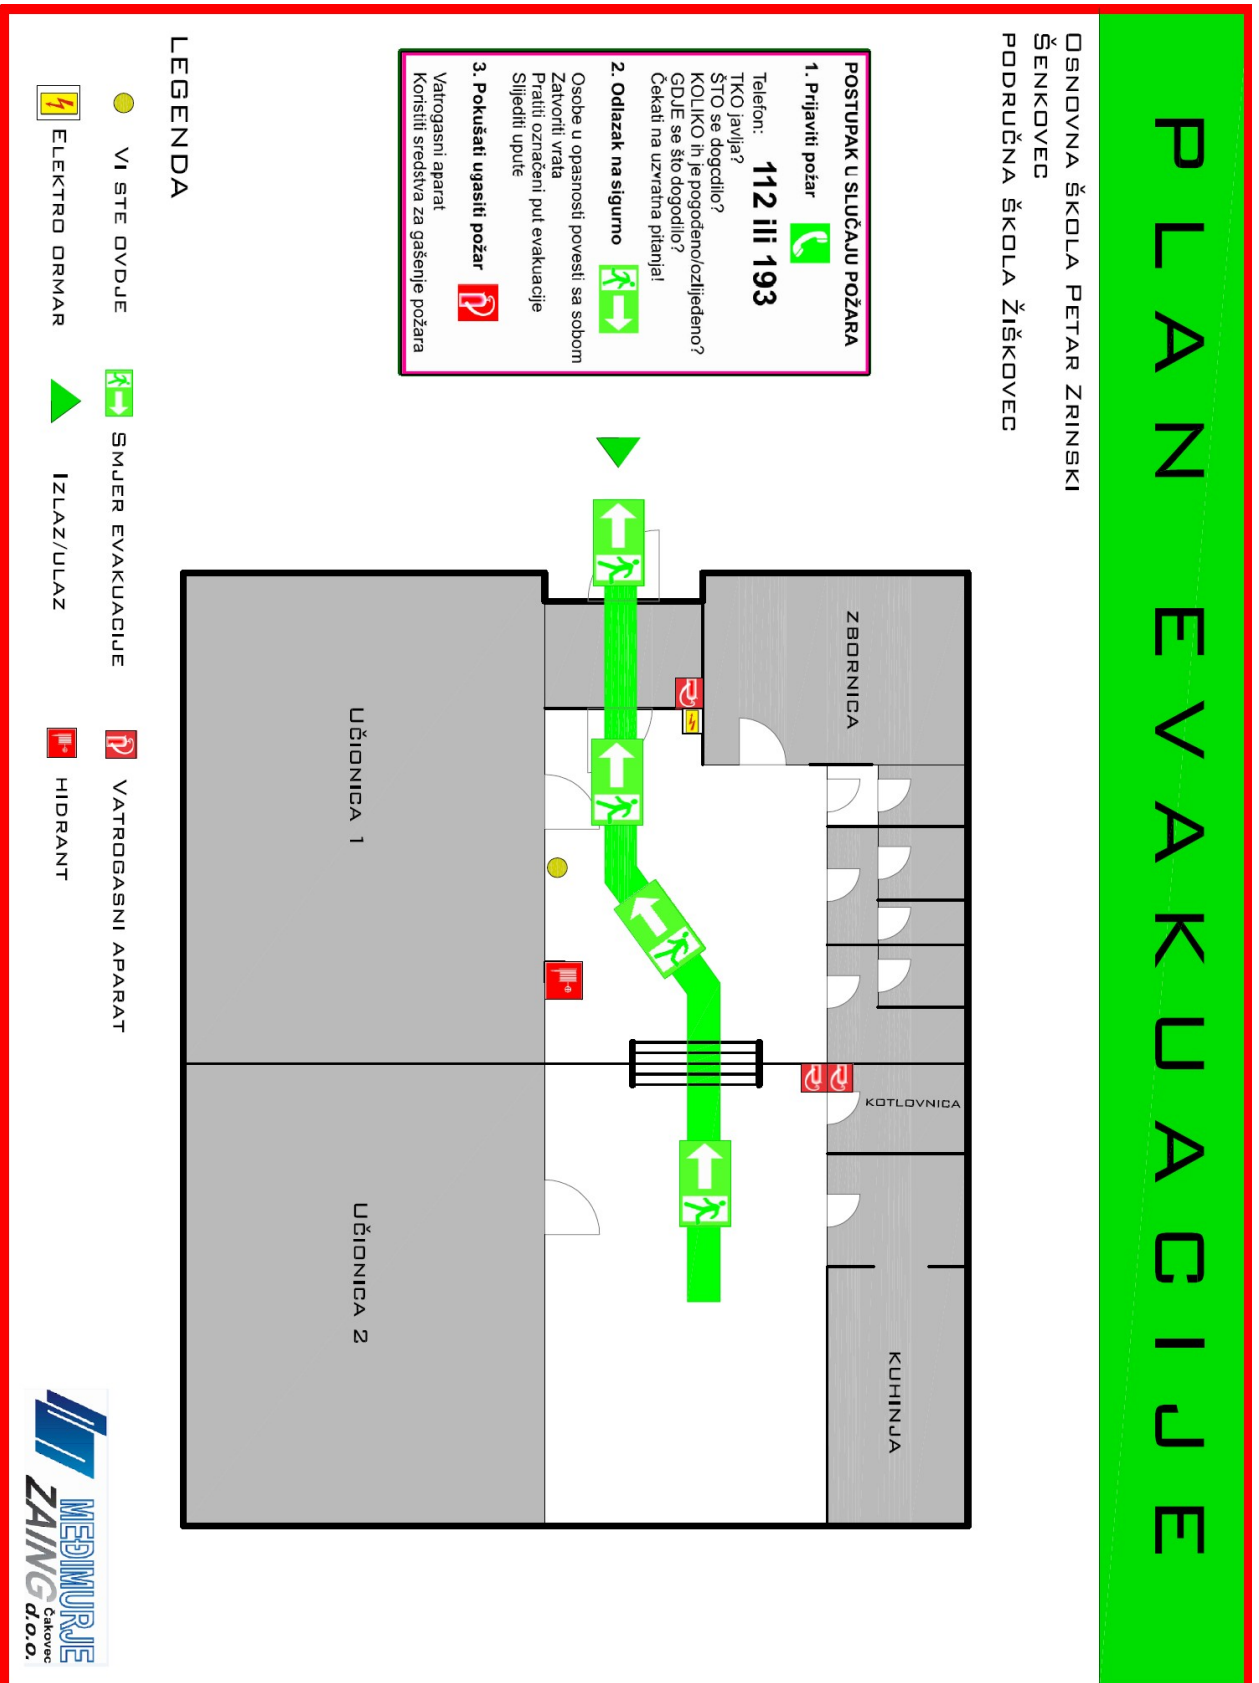 PLAN EVAKUACIJE
OSNOVNA ŠKOLA PETAR ZRINSKI
ŠENKOVEC
PODRUČNA ŠKOLA ŽIŠKOVEC
POSTUPAK U SLUČAJU POŽARA
1. Prijaviti požar
Telefon: 112 ili 193
TKO javlja?
ŠTO se dogodilo?
KOLIKO ih je pogođeno/ozlijeđeno?
GDJE se što dogodilo?
Čekati na uzvratna pitanja!
2. Odlazak na sigurno
Osobe u opasnosti povesti sa sobom
Zatvoriti vrata
Pratiti označeni put evakuacije
Slijediti upute
3. Pokušati ugasiti požar
Vatrogasni aparat
Koristiti sredstva za gašenje požara
ZBORNICA
KOTLOVNICA
KUHINJA
UČIONICA 1
UČIONICA 2
LEGENDA
VI STE OVDJE
SMJER EVAKUACIJE
VATROGASNI APARAT
ELEKTRO ORMAR
IZLAZ/ULAZ
HIDRANT
MEĐIMURJE
ZAING Čakovec d.o.o.